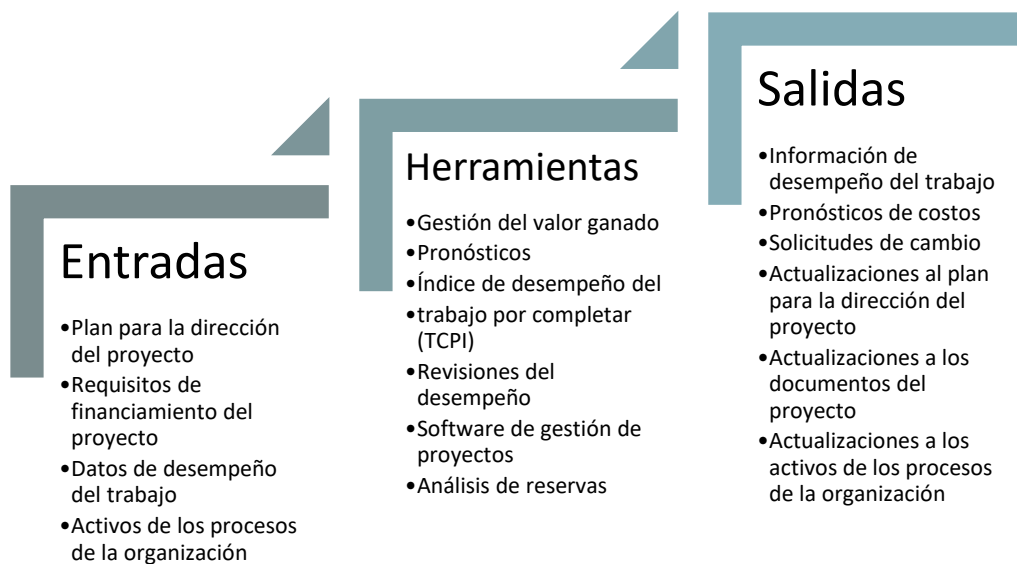 Entradas
•Plan para la dirección
del proyecto
•Requisitos de
financiamiento del
proyecto
•Datos de desempeño
del trabajo
•Activos de los procesos
de la organización
Herramientas
•Gestión del valor ganado
•Pronósticos
•Índice de desempeño del
•trabajo por completar
(TCPI)
•Revisiones del
desempeño
•Software de gestión de
proyectos
•Análisis de reservas
Salidas
•Información de
desempeño del trabajo
•Pronósticos de costos
•Solicitudes de cambio
•Actualizaciones al plan
para la dirección del
proyecto
•Actualizaciones a los
documentos del
proyecto
•Actualizaciones a los
activos de los procesos
de la organización